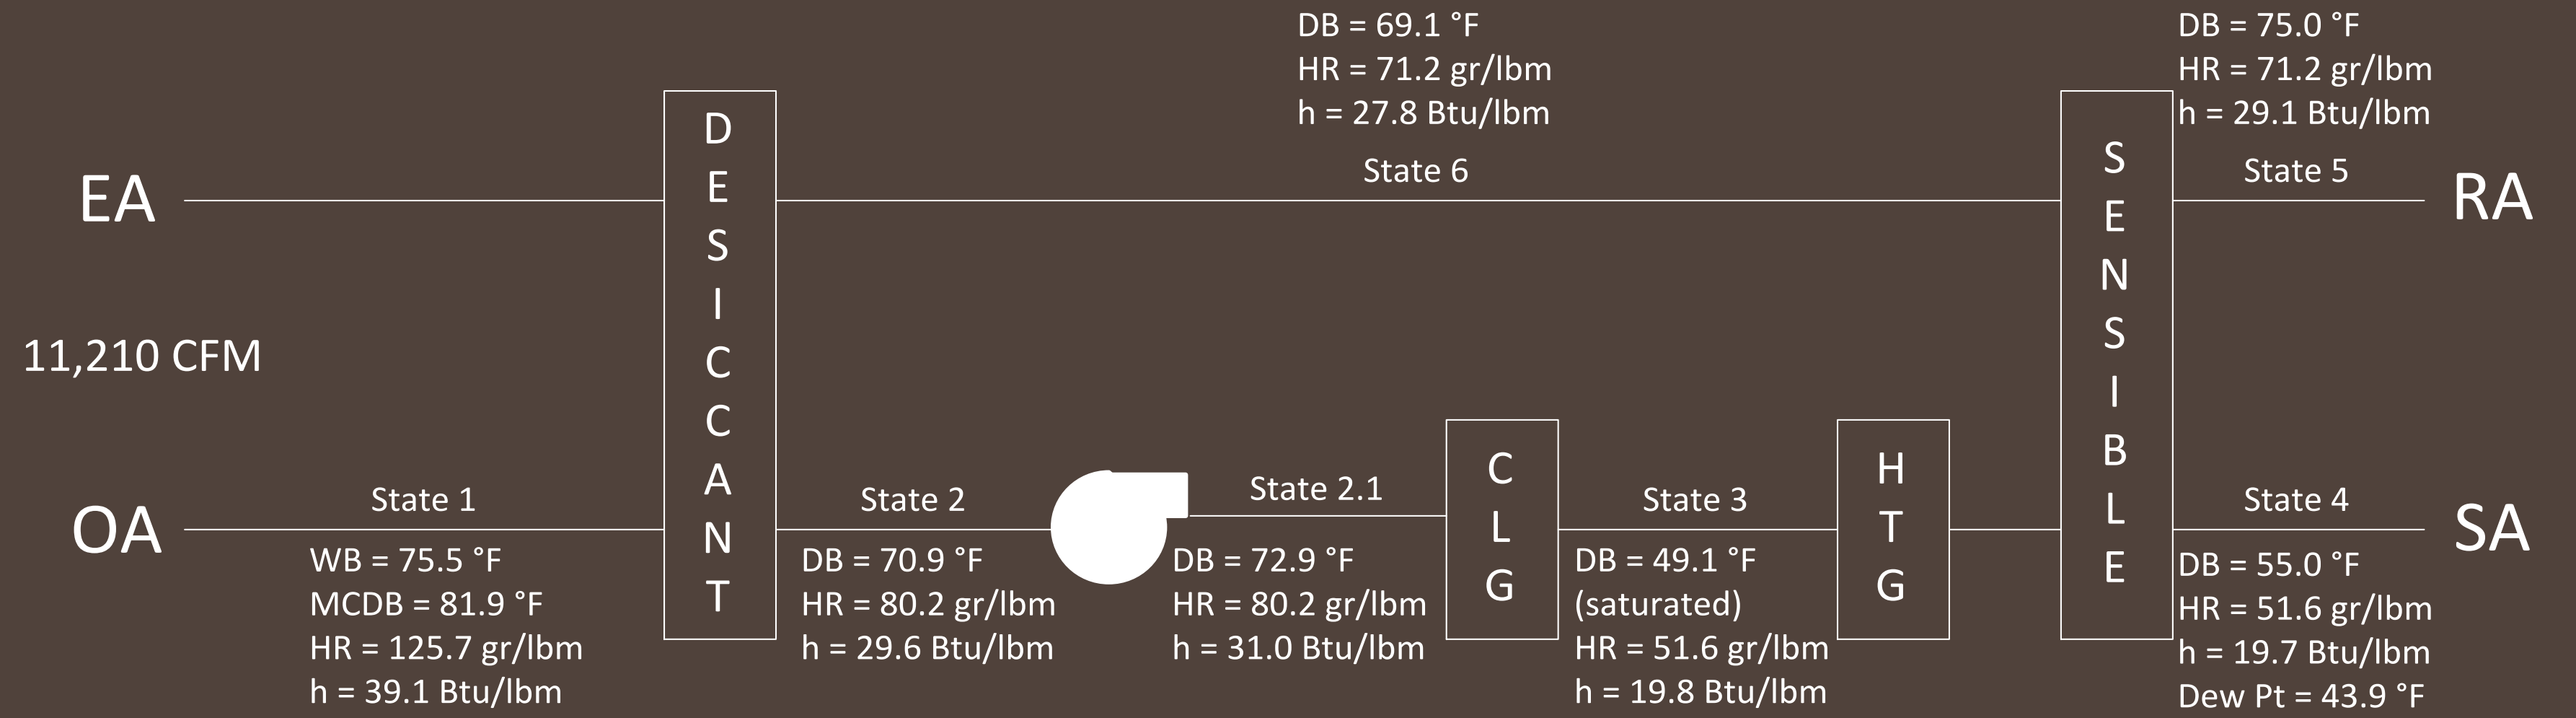 DB = 69.1 °F
HR = 71.2 gr/lbm
h = 27.8 Btu/lbm
DB = 75.0 °F
HR = 71.2 gr/lbm
h = 29.1 Btu/lbm
EA
DESICCANT
State 6
SENSIBLE
State 5
RA
11,210 CFM
OA
State 1
WB = 75.5 °F
MCDB = 81.9 °F
HR = 125.7 gr/lbm
h = 39.1 Btu/lbm
State 2
DB = 70.9 °F
HR = 80.2 gr/lbm
h = 29.6 Btu/lbm
State 2.1
DB = 72.9 °F
HR = 80.2 gr/lbm
h = 31.0 Btu/lbm
CLG
State 3
DB = 49.1 °F
(saturated)
HR = 51.6 gr/lbm
h = 19.8 Btu/lbm
HTG
State 4
SA
DB = 55.0 °F
HR = 51.6 gr/lbm
h = 19.7 Btu/lbm
Dew Pt = 43.9 °F